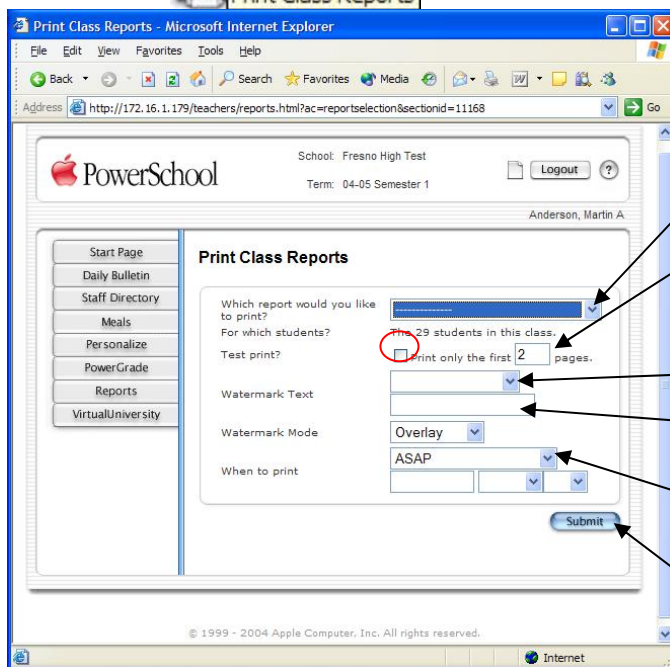 Print Class Reports
Print Class Reports - Microsoft Internet Explorer
File Edit View Favorites Tools Help
Back Search Favorites Media
Address http://172.16.1.179/teachers/reports.html?ac=reportselection&sectionid=11168 Go
PowerSchool
School: Fresno High Test
Term: 04-05 Semester 1
Logout ?
Anderson, Martin A
Start Page
Daily Bulletin
Staff Directory
Meals
Personalize
PowerGrade
Reports
VirtualUniversity
Print Class Reports
Which report would you like
to print?
--------------
For which students? The 29 students in this class.
Test print? Print only the first 2 pages.
Watermark Text
Watermark Mode Overlay
When to print ASAP
Submit
© 1999 - 2004 Apple Computer, Inc. All rights reserved.
Internet